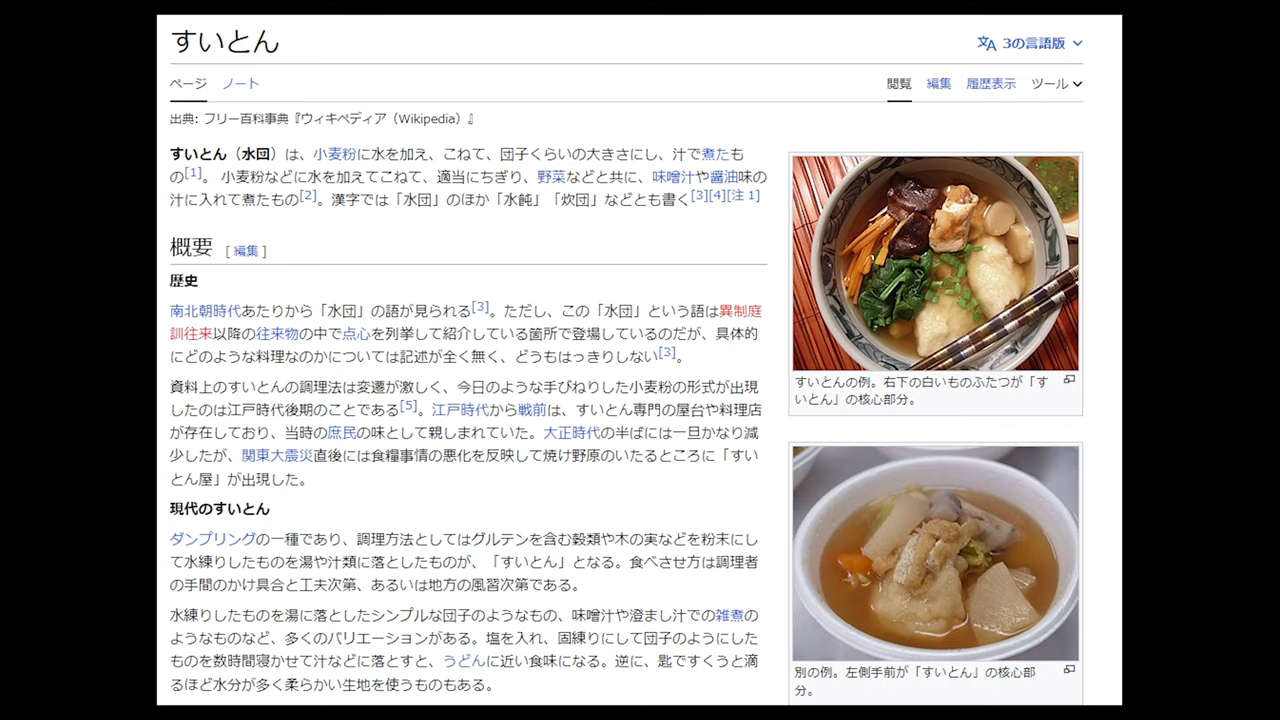 すいとん
3の言語版
ページ ノート 閲覧 編集 履歴表示 ツール
出典: フリー百科事典『ウィキペディア（Wikipedia）』
すいとん（水団）は、小麦粉に水を加え、こねて、団子くらいの大きさにし、汁で煮たも
の[1]。 小麦粉などに水を加えてこねて、適当にちぎり、野菜などと共に、味噌汁や醤油味の
汁に入れて煮たもの[2]。漢字では「水団」のほか「水飩」「炊団」などとも書く[3][4][注 1]
概要 [編集]
歴史
南北朝時代あたりから「水団」の語が見られる[3]。ただし、この「水団」という語は異制庭
訓往来以降の往来物の中で点心を列挙して紹介している箇所で登場しているのだが、具体的
にどのような料理なのかについては記述が全く無く、どうもはっきりしない[3]。
資料上のすいとんの調理法は変遷が激しく、今日のような手びねりした小麦粉の形式が出現
したのは江戸時代後期のことである[5]。江戸時代から戦前は、すいとん専門の屋台や料理店
が存在しており、当時の庶民の味として親しまれていた。大正時代の半ばには一旦かなり減
少したが、関東大震災直後には食糧事情の悪化を反映して焼け野原のいたるところに「すい
とん屋」が出現した。
現代のすいとん
ダンプリングの一種であり、調理方法としてはグルテンを含む穀類や木の実などを粉末にし
て水練りしたものを湯や汁類に落としたものが、「すいとん」となる。食べさせ方は調理者
の手間のかけ具合と工夫次第、あるいは地方の風習次第である。
水練りしたものを湯に落としたシンプルな団子のようなもの、味噌汁や澄まし汁での雑煮の
ようなものなど、多くのバリエーションがある。塩を入れ、固練りにして団子のようにした
ものを数時間寝かせて汁などに落とすと、うどんに近い食味になる。逆に、匙ですくうと滴
るほど水分が多く柔らかい生地を使うものもある。
すいとんの例。右下の白いものふたつが「す
いとん」の核心部分。
別の例。左側手前が「すいとん」の核心部
分。